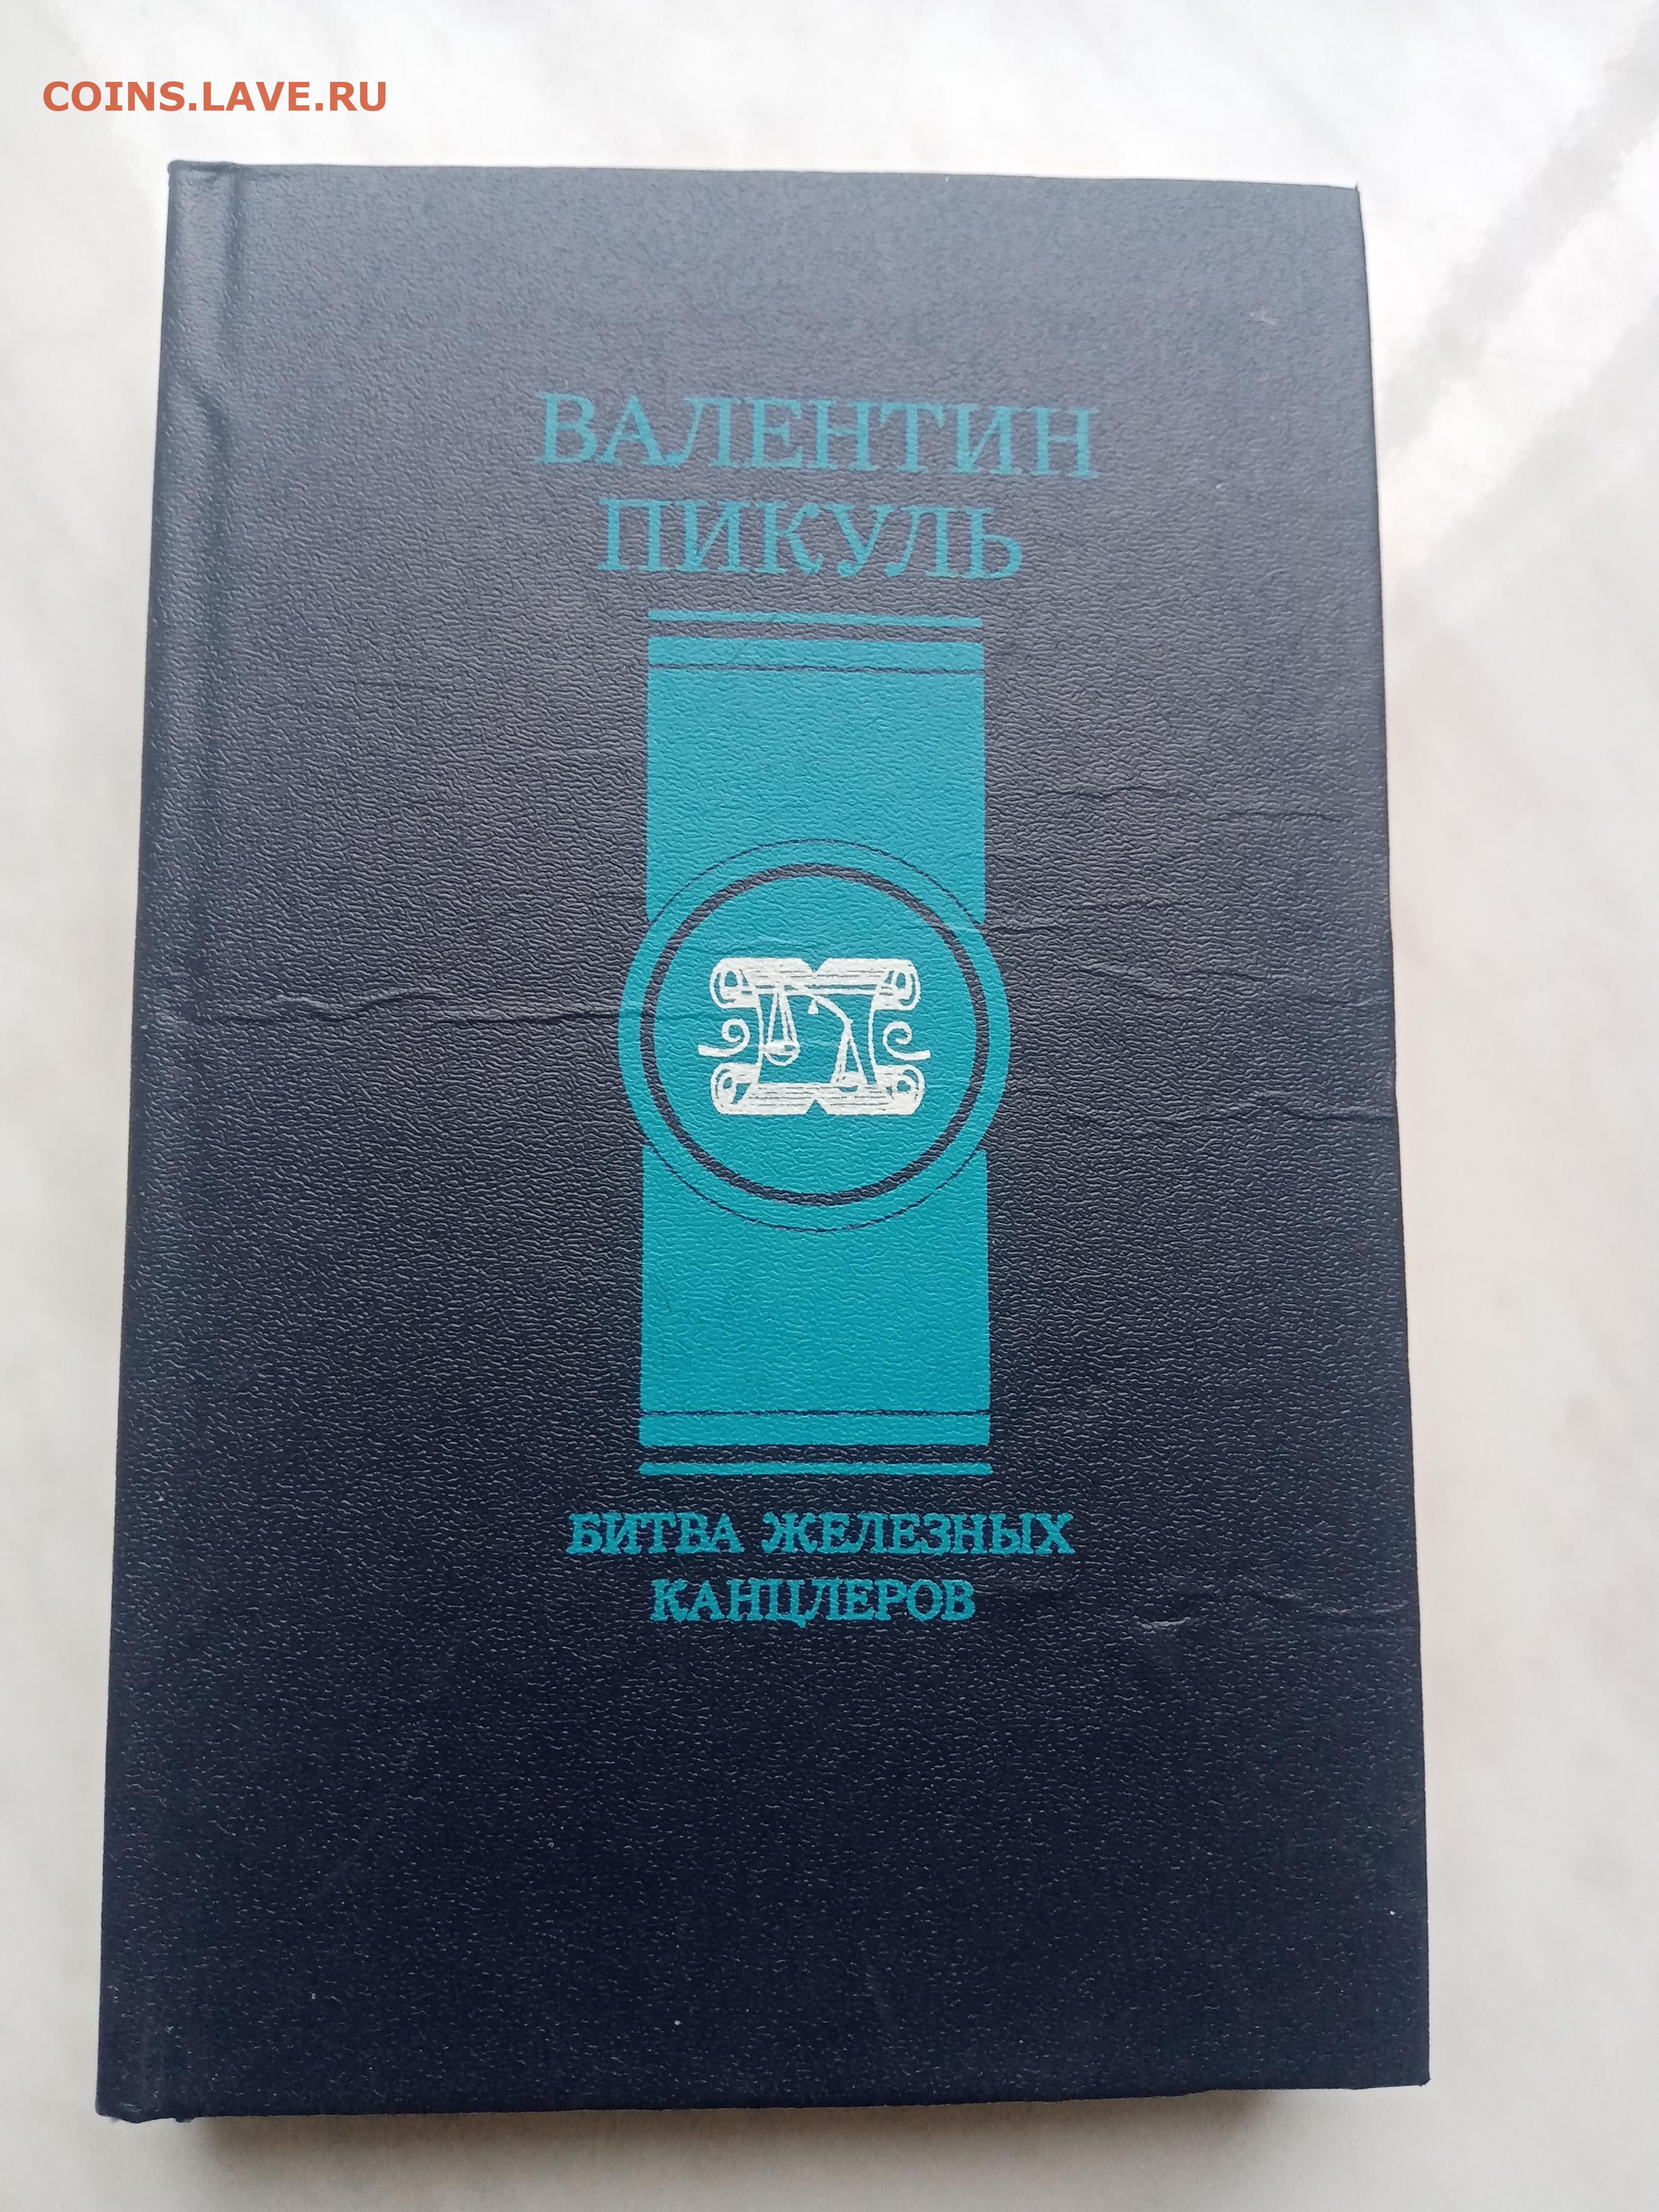 COINS.LAVE.RU
ВАЛЕНТИН
ПИКУЛЬ
БИТВА ЖЕЛЕЗНЫХ
КАНЦЛЕРОВ